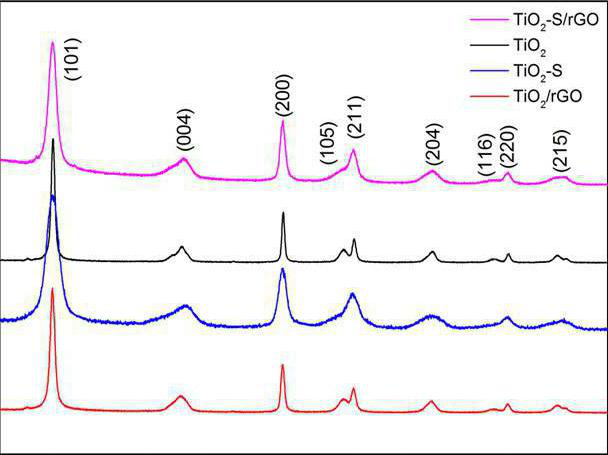 TiO₂-S/rGO
TiO₂
TiO₂-S
TiO₂/rGO
(101)
(004)
(200)
(105)
(211)
(204)
(116)
(220)
(215)